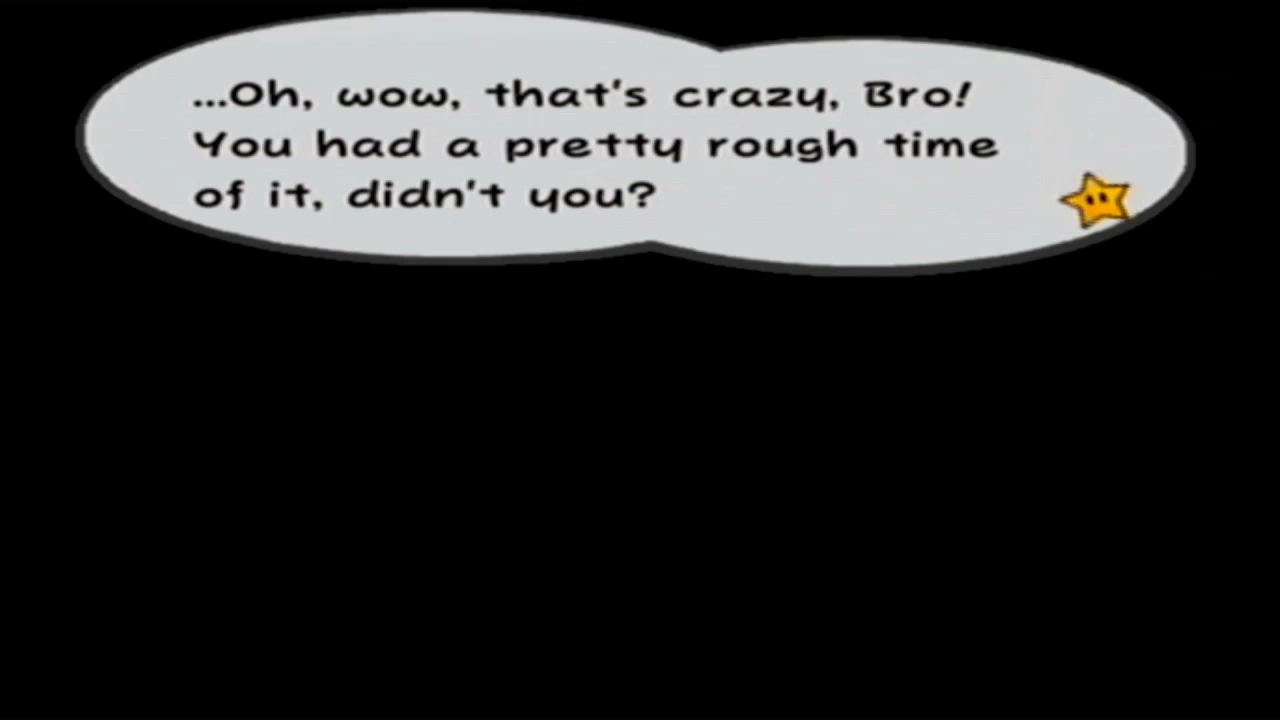 ...Oh, wow, that's crazy, Bro!
You had a pretty rough time
of it, didn't you?